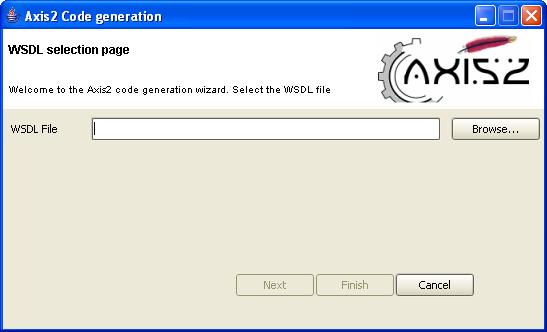 Axis2 Code generation
WSDL selection page
AXIS2
Welcome to the Axis2 code generation wizard. Select the WSDL file
WSDL File
Browse...
Next
Finish
Cancel